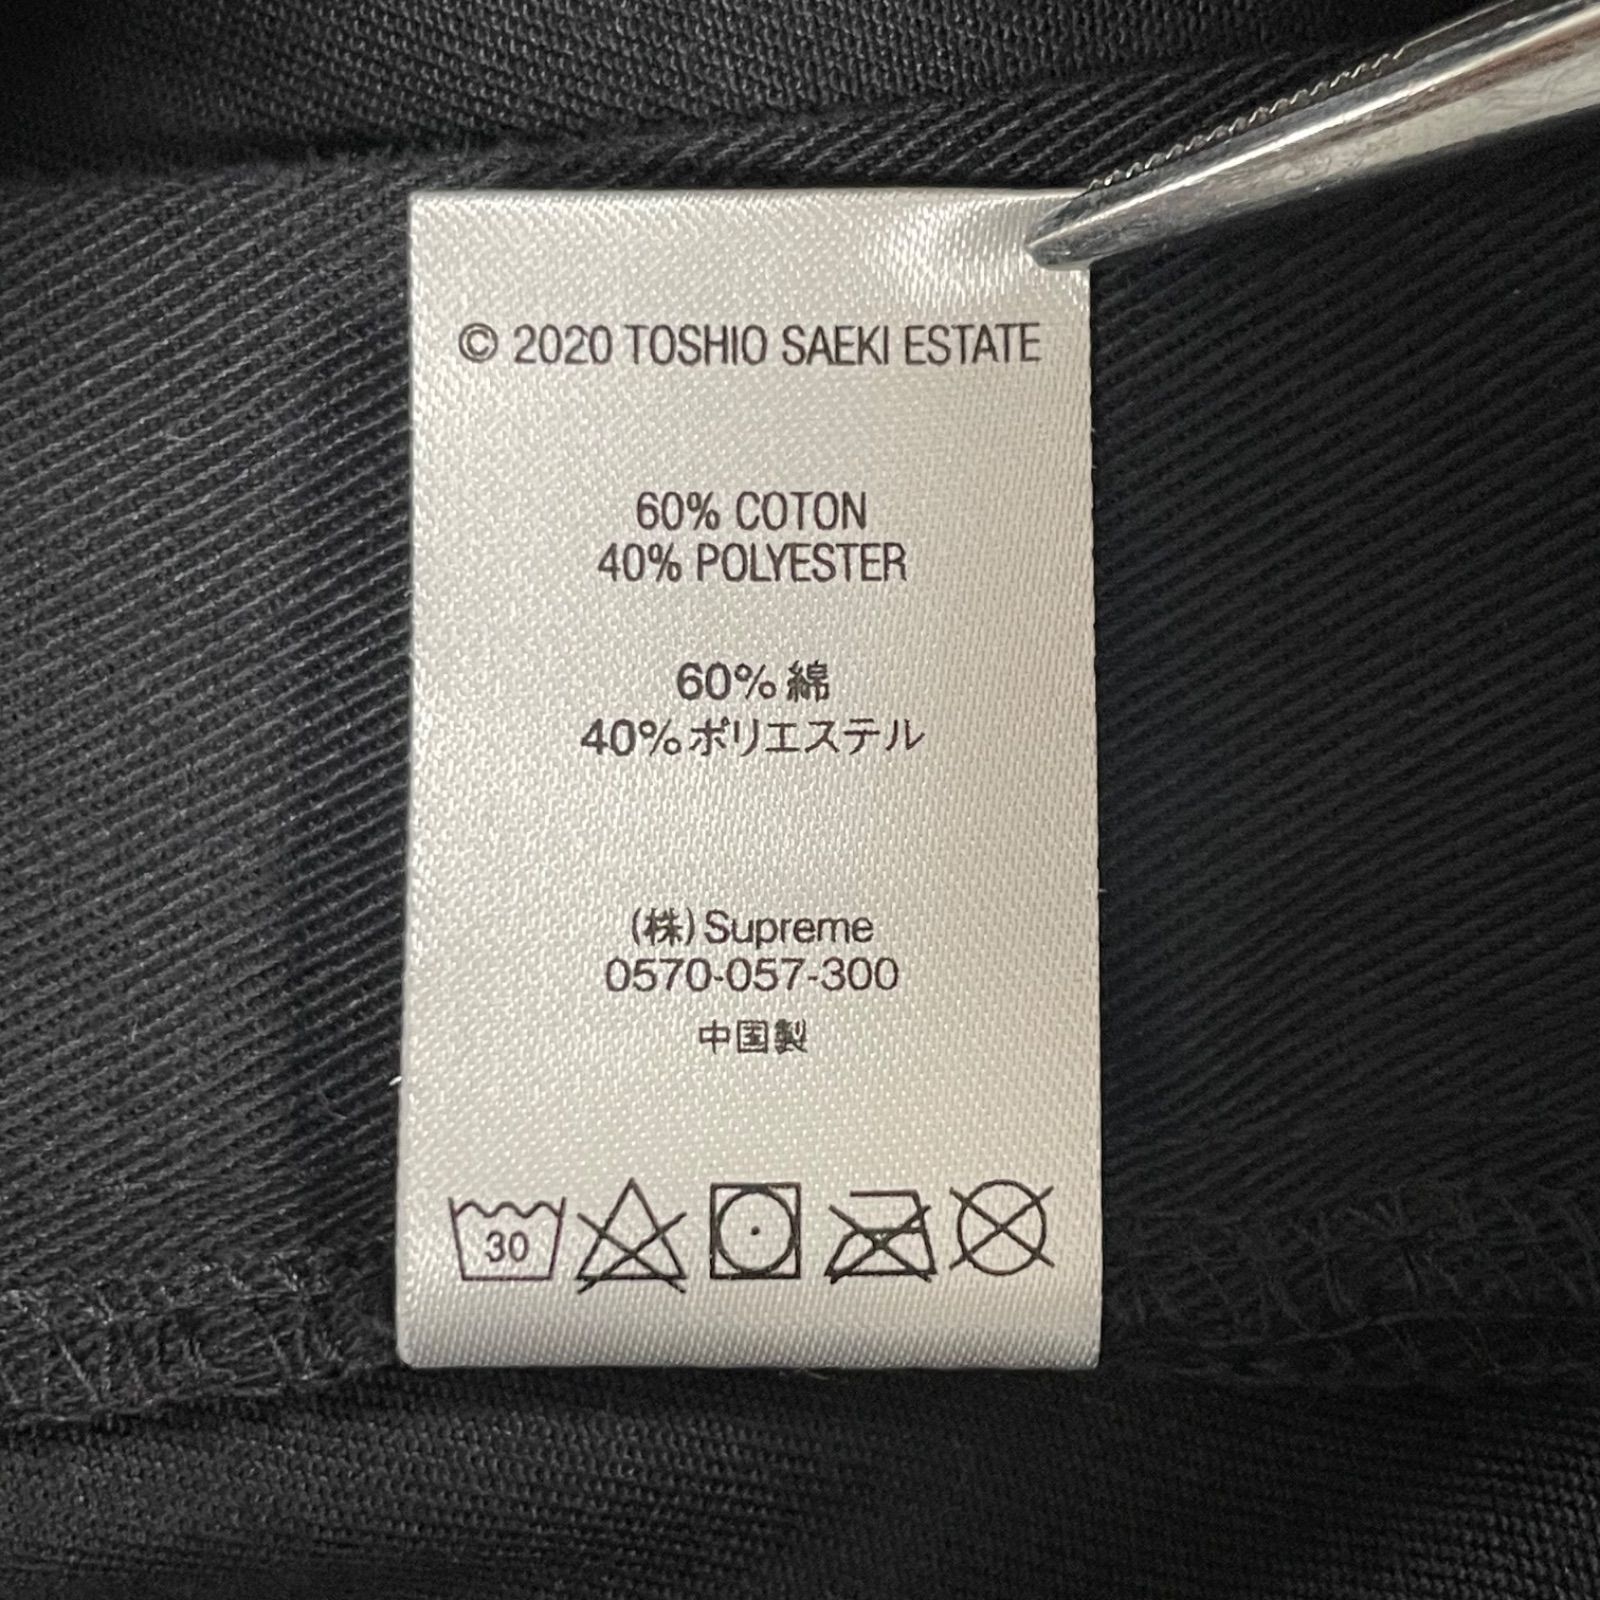 © 2020 TOSHIO SAEKI ESTATE
60% COTON
40% POLYESTER
60% 綿
40%ポリエステル
(株)Supreme
0570-057-300
中国製
30